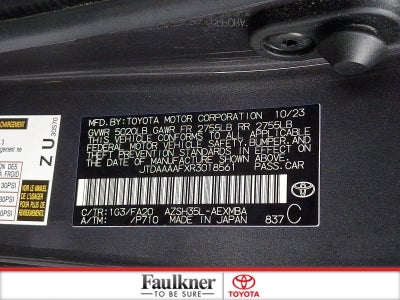 MFD.BY:TOYOTA MOTOR CORPORATION 10/23
GVWR 5020LB GAWR FR 2755LB RR 2755LB
THIS VEHICLE CONFORMS TO ALL APPLICABLE
FEDERAL MOTOR VEHICLE SAFETY, BUMPER, AND
THEFT PREVENTION STANDARDS IN EFFECT ON
THE DATE OF MANUFACTURE SHOWN ABOVE.
JTDAAAAFXR3018561 PASS.CAR
C/TR:1G3/FA20 AZSH35L-AEXMBA
A/TM: -/P710 MADE IN JAPAN 837 C
ZU 30S70
Faulkner
TO BE SURE
TOYOTA